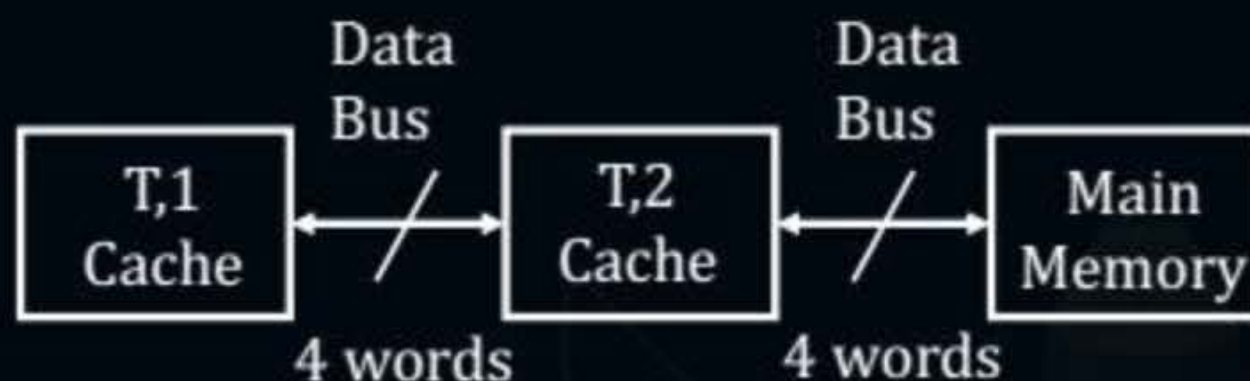 Data
Bus
Data
Bus
T,1
Cache
T,2
Cache
Main
Memory
4 words
4 words